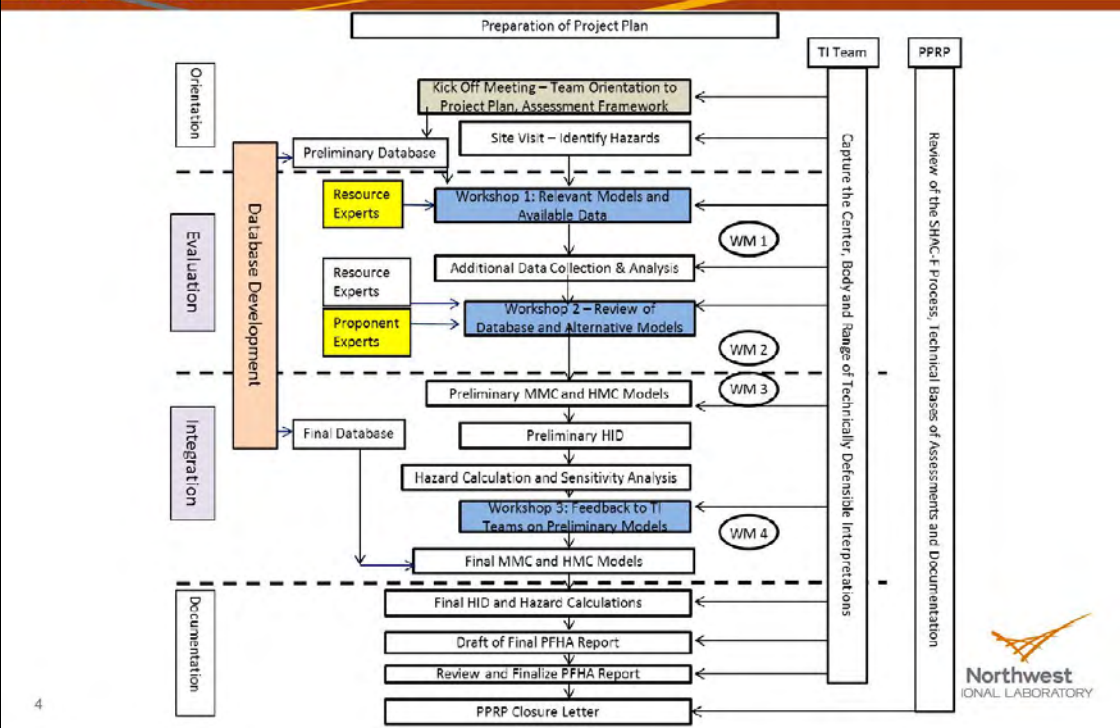 Preparation of Project Plan
TI Team
PPRP
Orientation
Kick Off Meeting – Team Orientation to
Project Plan, Assessment Framework
Site Visit – Identify Hazards
Preliminary Database
Database Development
Evaluation
Resource
Experts
Workshop 1: Relevant Models and
Available Data
WM 1
Additional Data Collection & Analysis
Resource
Experts
Proponent
Experts
Workshop 2 – Review of
Database and Alternative Models
WM 2
WM 3
Integration
Preliminary MMC and HMC Models
Final Database
Preliminary HID
Hazard Calculation and Sensitivity Analysis
Workshop 3: Feedback to TI
Teams on Preliminary Models
WM 4
Final MMC and HMC Models
Documentation
Final HID and Hazard Calculations
Draft of Final PFHA Report
Review and Finalize PFHA Report
PPRP Closure Letter
Capture the Center, Body and Range of Technically Defensible Interpretations
Review of the SHAC-F Process, Technical Bases of Assessments and Documentation
Northwest
IONAL LABORATORY
4